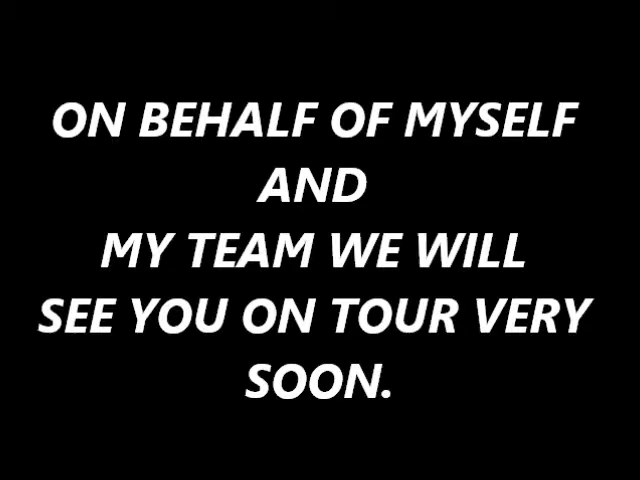 ON BEHALF OF MYSELF
AND
MY TEAM WE WILL
SEE YOU ON TOUR VERY
SOON.